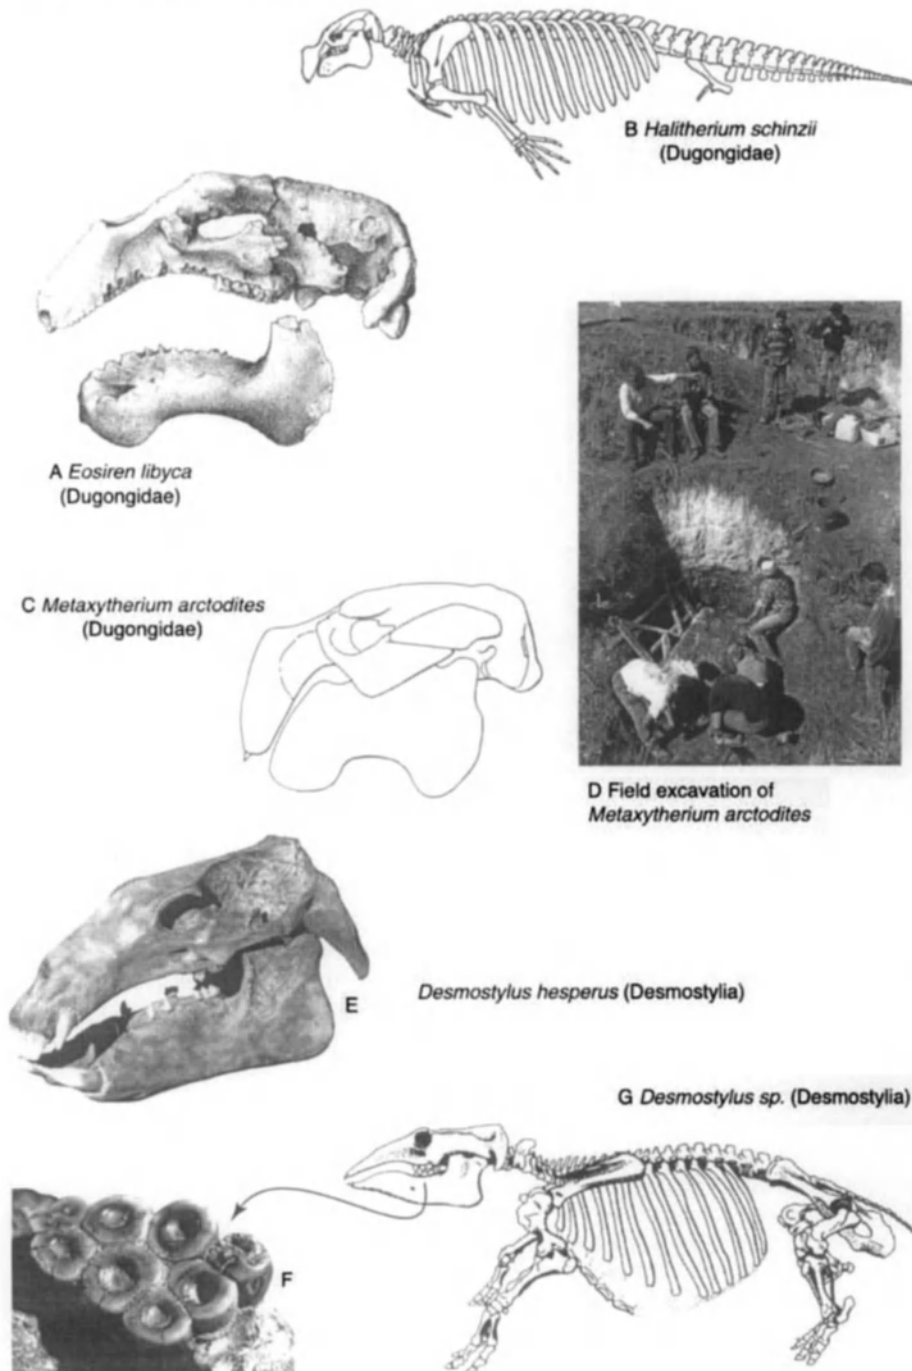 B Halitherium schinzii
(Dugongidae)
A Eosiren libyca
(Dugongidae)
C Metaxytherium arctodites
(Dugongidae)
D Field excavation of
Metaxytherium arctodites
E
Desmostylus hesperus (Desmostylia)
G Desmostylus sp. (Desmostylia)
F